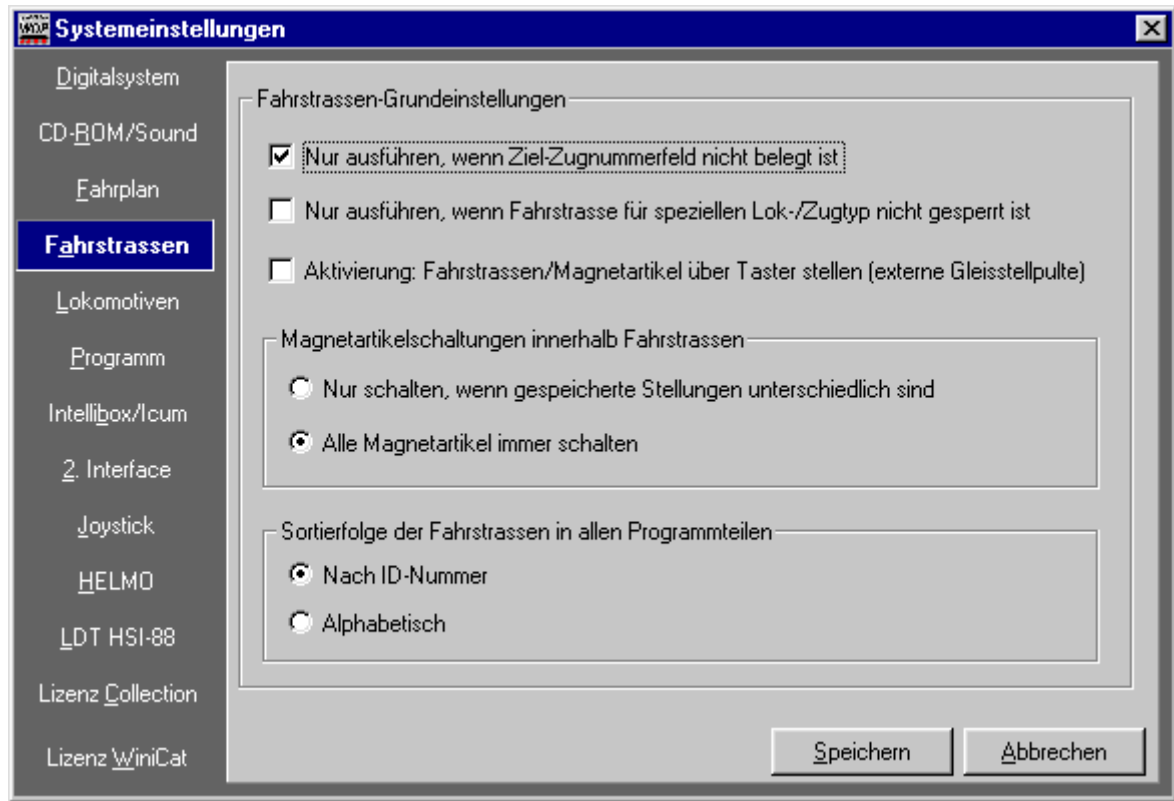 Systemeinstellungen
Digitalsystem
CD-ROM/Sound
Fahrplan
Fahrstrassen
Lokomotiven
Programm
Intellibox/Icum
2. Interface
Joystick
HELMO
LDT HSI-88
Lizenz Collection
Lizenz WiniCat
Fahrstrassen-Grundeinstellungen
Nur ausführen, wenn Ziel-Zugnummerfeld nicht belegt ist
Nur ausführen, wenn Fahrstrasse für speziellen Lok-/Zugtyp nicht gesperrt ist
Aktivierung: Fahrstrassen/Magnetartikel über Taster stellen (externe Gleisstellpulte)
Magnetartikelschaltungen innerhalb Fahrstrassen
Nur schalten, wenn gespeicherte Stellungen unterschiedlich sind
Alle Magnetartikel immer schalten
Sortierfolge der Fahrstrassen in allen Programmteilen
Nach ID-Nummer
Alphabetisch
Speichern
Abbrechen